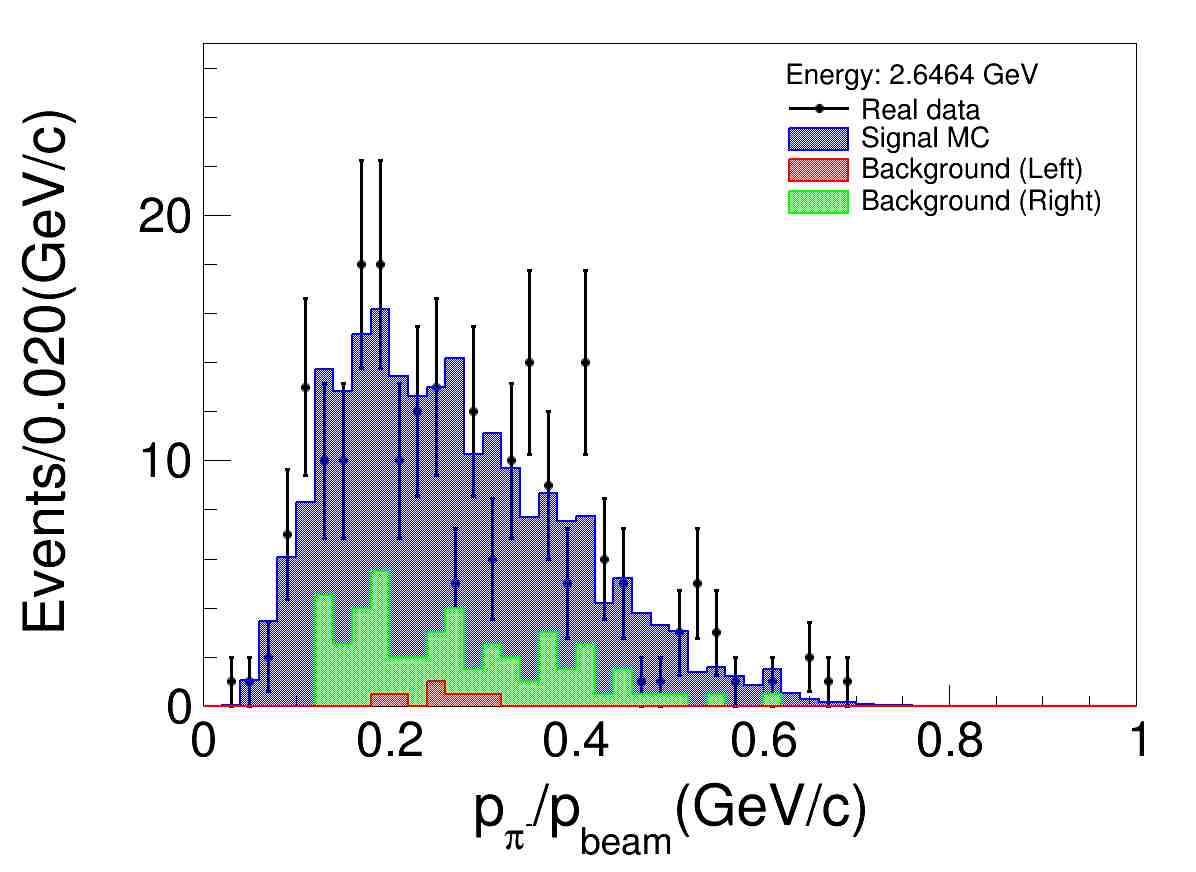 Energy: 2.6464 GeV
Real data
Signal MC
Background (Left)
Background (Right)
Events/0.020(GeV/c)
20
10
0
0 0.2 0.4 0.6 0.8 1
pπ-/pbeam(GeV/c)